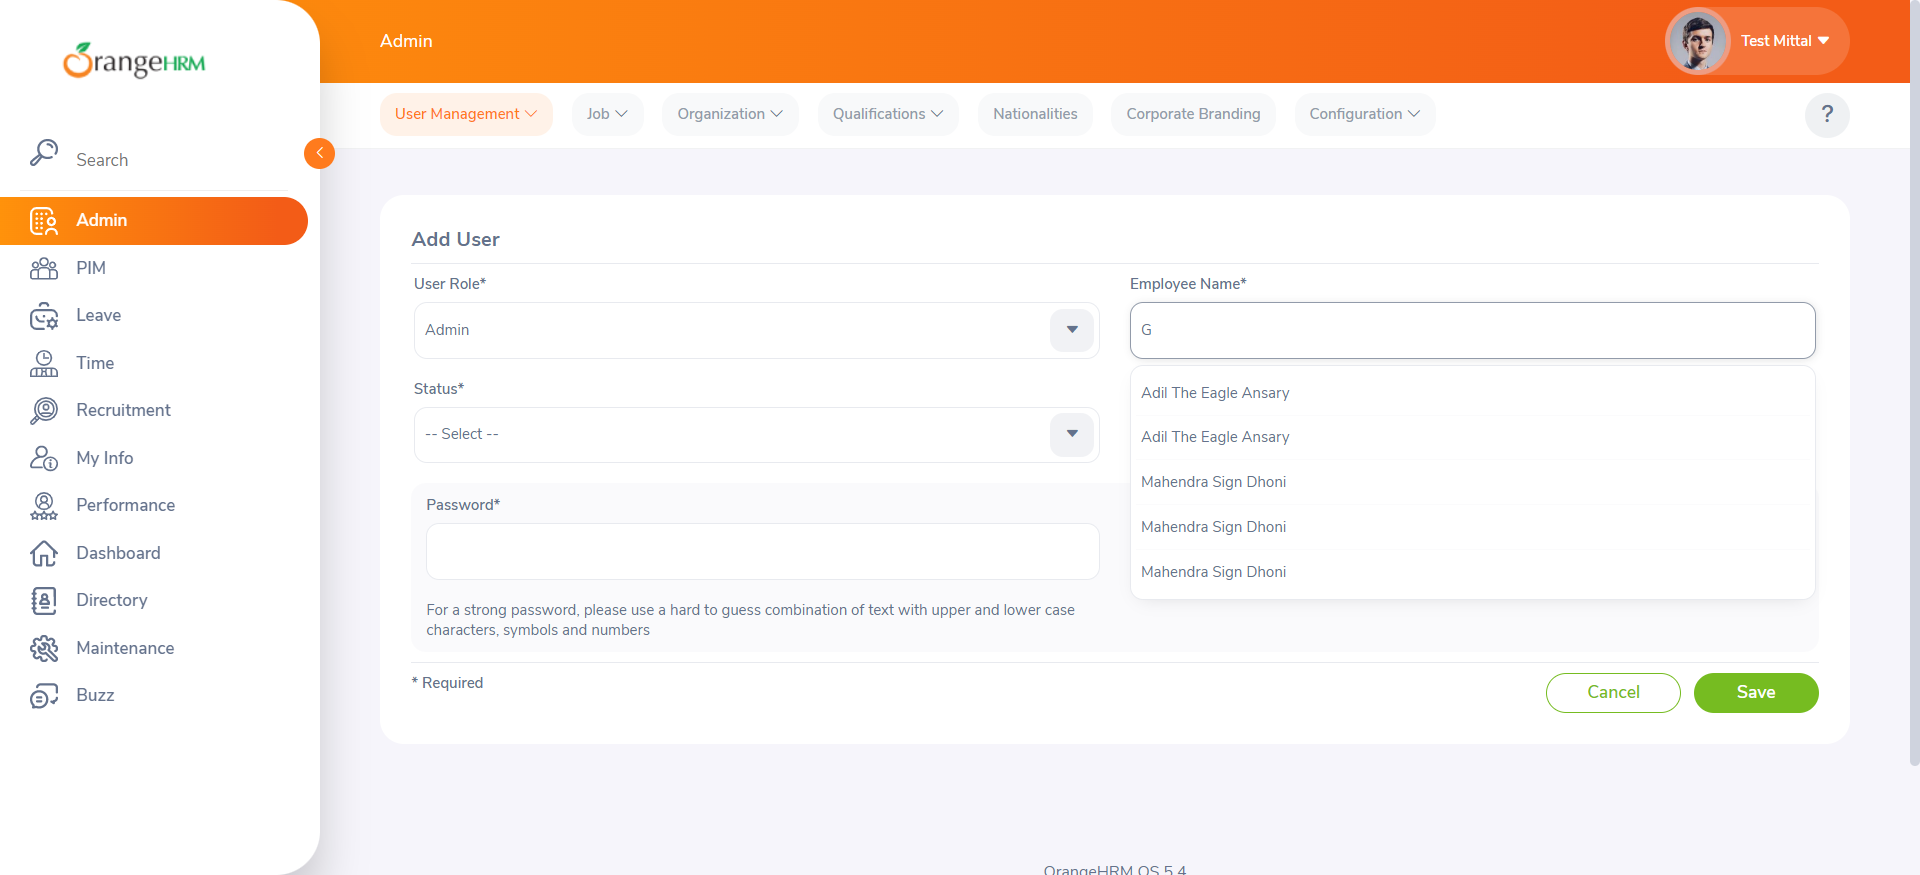 OrangeHRM
Search
Admin
PIM
Leave
Time
Recruitment
My Info
Performance
Dashboard
Directory
Maintenance
Buzz
Admin
Test Mittal
User Management
Job
Organization
Qualifications
Nationalities
Corporate Branding
Configuration
?
Add User
User Role*
Admin
Employee Name*
G
Adil The Eagle Ansary
Adil The Eagle Ansary
Mahendra Sign Dhoni
Mahendra Sign Dhoni
Mahendra Sign Dhoni
Status*
-- Select --
Password*
For a strong password, please use a hard to guess combination of text with upper and lower case
characters, symbols and numbers
* Required
Cancel
Save
OrangeHRM OS 5.4